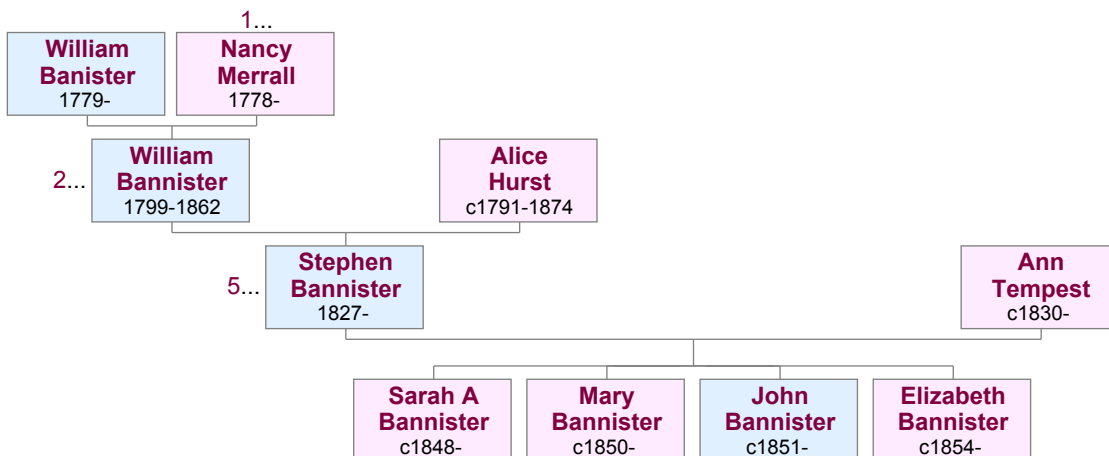 1...
William
Banister
1779-
Nancy
Merrall
1778-
2...
William
Bannister
1799-1862
Alice
Hurst
c1791-1874
5...
Stephen
Bannister
1827-
Ann
Tempest
c1830-
Sarah A
Bannister
c1848-
Mary
Bannister
c1850-
John
Bannister
c1851-
Elizabeth
Bannister
c1854-